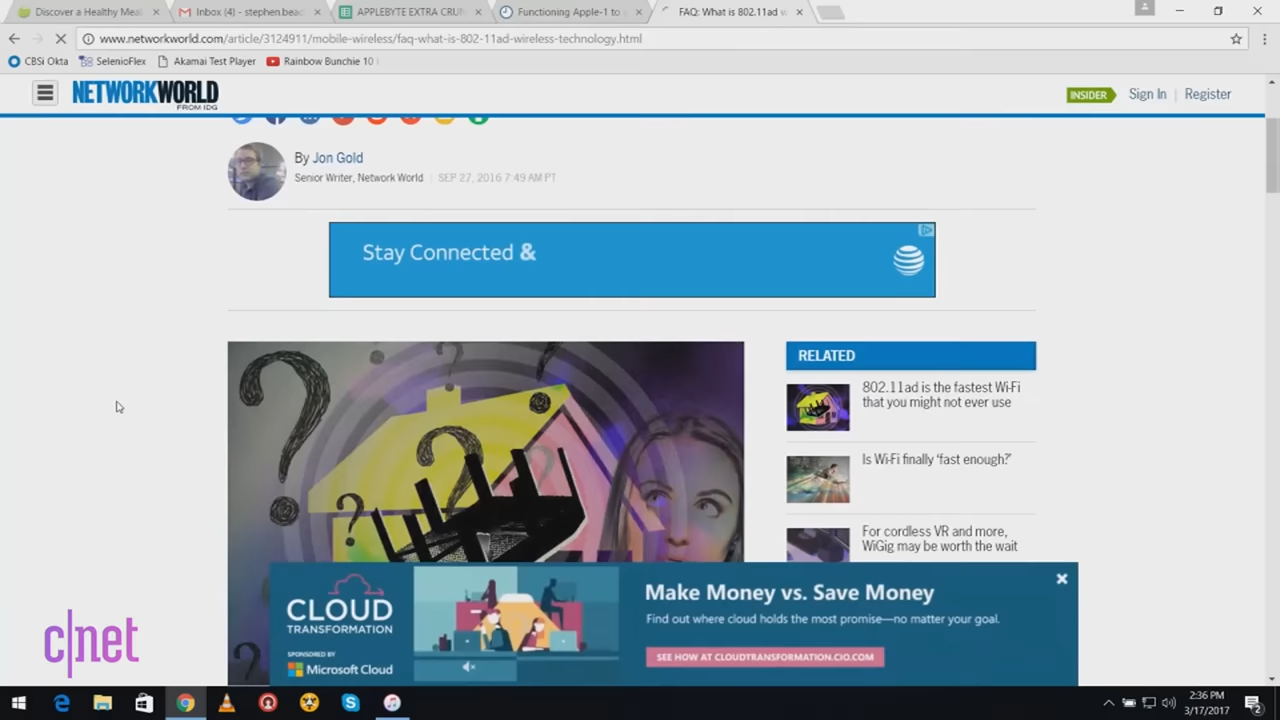 Discover a Healthy Meal
Inbox (4) - stephen.beac
APPLEBYTE EXTRA CRUN
Functioning Apple-1 to
FAQ: What is 802.11ad w
www.networkworld.com/article/3124911/mobile-wireless/faq-what-is-802-11ad-wireless-technology.html
CBSi Okta
SelenioFlex
Akamai Test Player
Rainbow Bunchie 10
NETWORKWORLD
FROM IDG
INSIDER
Sign In | Register
By Jon Gold
Senior Writer, Network World | SEP 27, 2016 7:49 AM PT
Stay Connected &
RELATED
802.11ad is the fastest Wi-Fi
that you might not ever use
Is Wi-Fi finally 'fast enough?'
For cordless VR and more,
WiGig may be worth the wait
CLOUD
TRANSFORMATION
SPONSORED BY
Microsoft Cloud
Make Money vs. Save Money
Find out where cloud holds the most promise—no matter your goal.
SEE HOW AT CLOUDTRANSFORMATION.CIO.COM
c|net
2:36 PM
3/17/2017
2